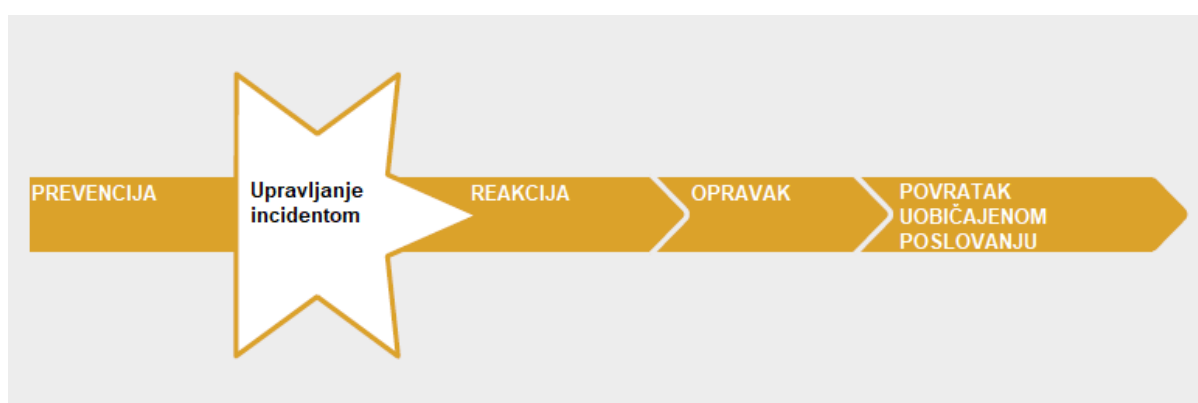 PREVENCIJA
Upravljanje
incidentom
REAKCIJA
OPRAVAK
POVRATAK
UOBIČAJENOM
POSLOVANJU